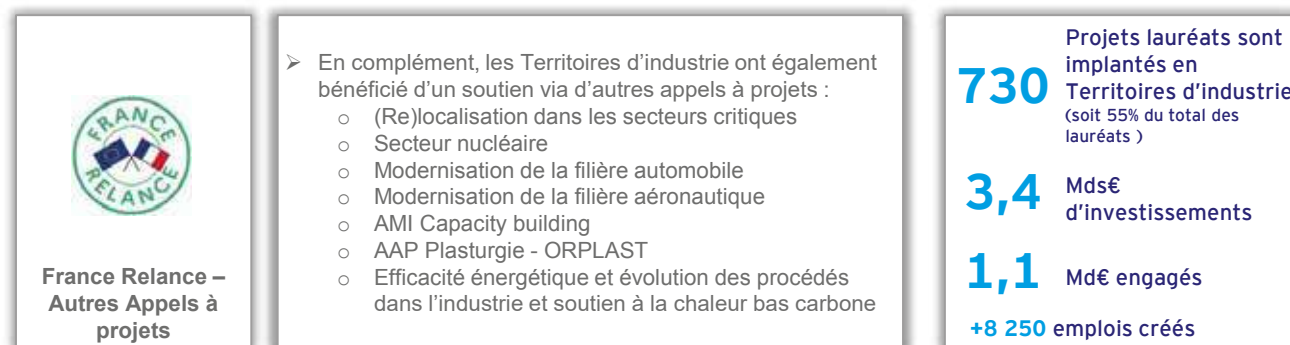 FRANCE
RELANCE
France Relance –
Autres Appels à
projets
➢ En complément, les Territoires d'industrie ont également
bénéficié d'un soutien via d'autres appels à projets :
o (Re)localisation dans les secteurs critiques
o Secteur nucléaire
o Modernisation de la filière automobile
o Modernisation de la filière aéronautique
o AMI Capacity building
o AAP Plasturgie - ORPLAST
o Efficacité énergétique et évolution des procédés
dans l'industrie et soutien à la chaleur bas carbone
730
Projets lauréats sont
implantés en
Territoires d'industrie
(soit 55% du total des
lauréats )
3,4
Mds€
d'investissements
1,1 Md€ engagés
+8 250 emplois créés